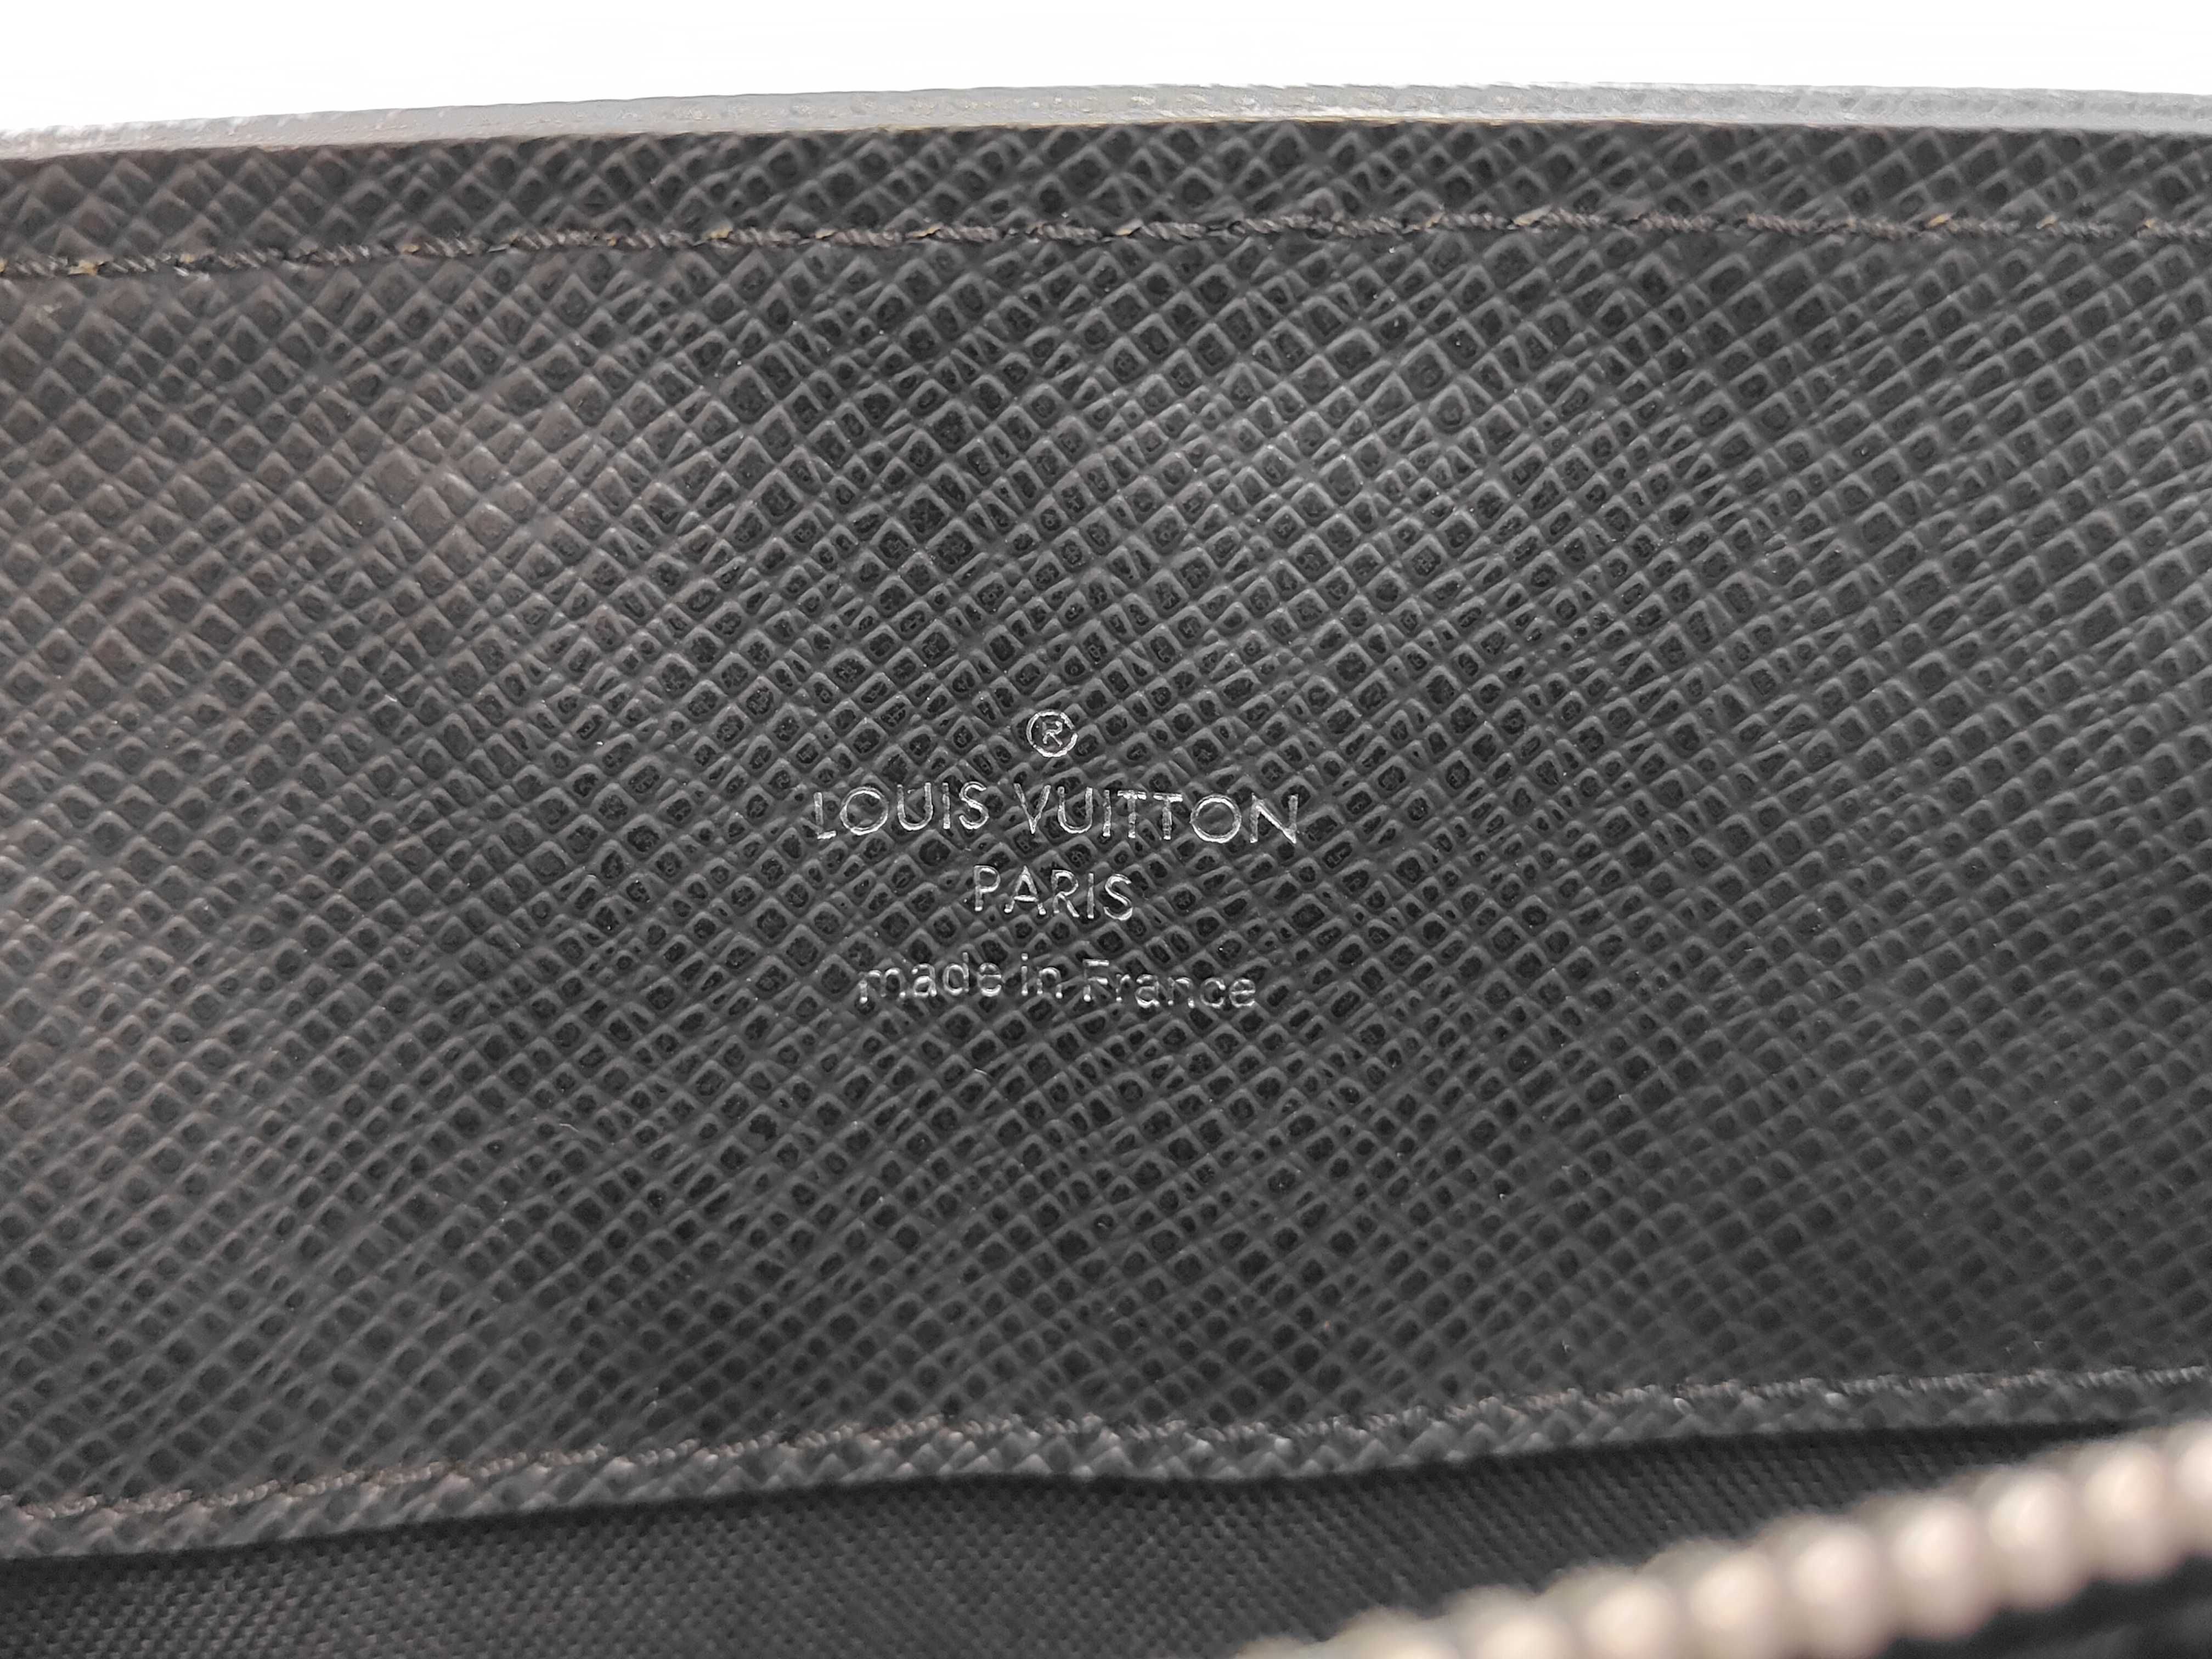 ®
LOUIS VUITTON
PARIS
made in France